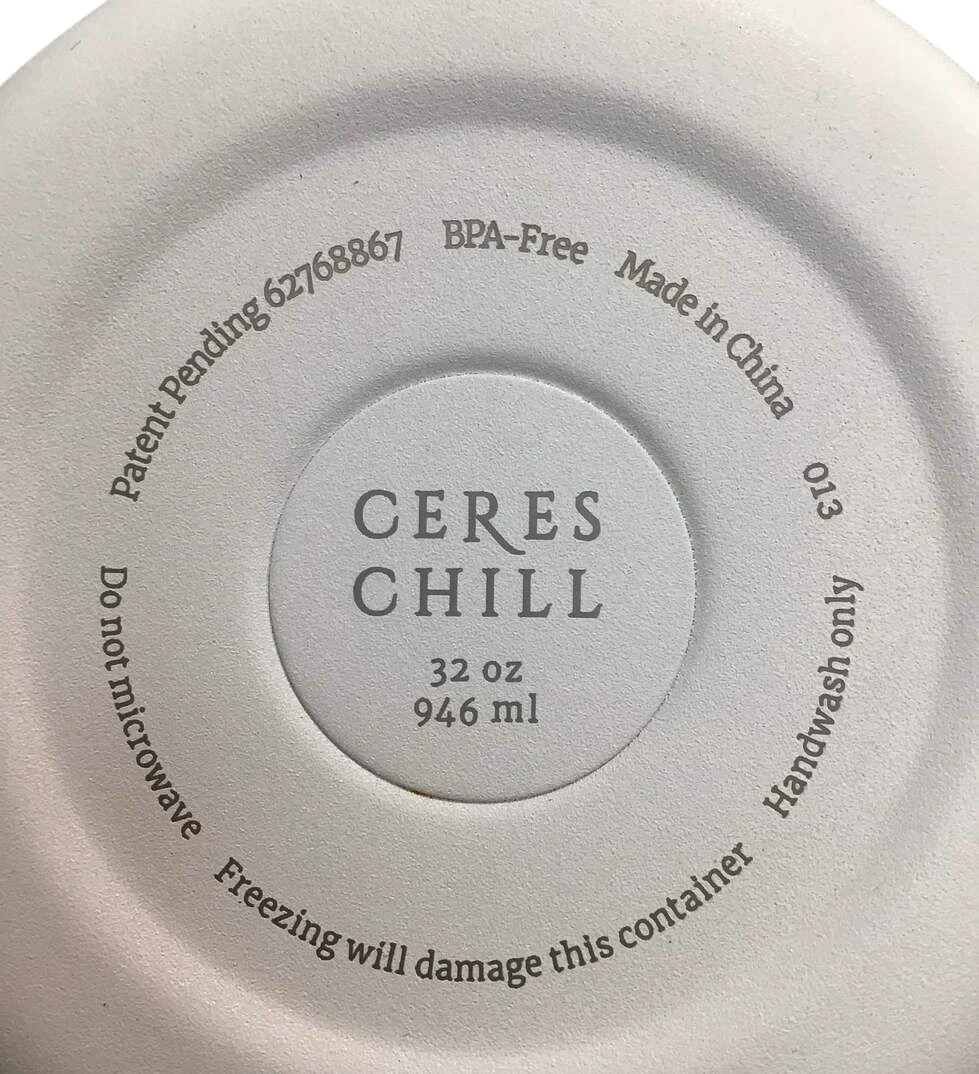 Patent Pending 62768867 BPA-Free Made in China 013
CERES
CHILL
32 oz
946 ml
Do not microwave Freezing will damage this container Handwash only